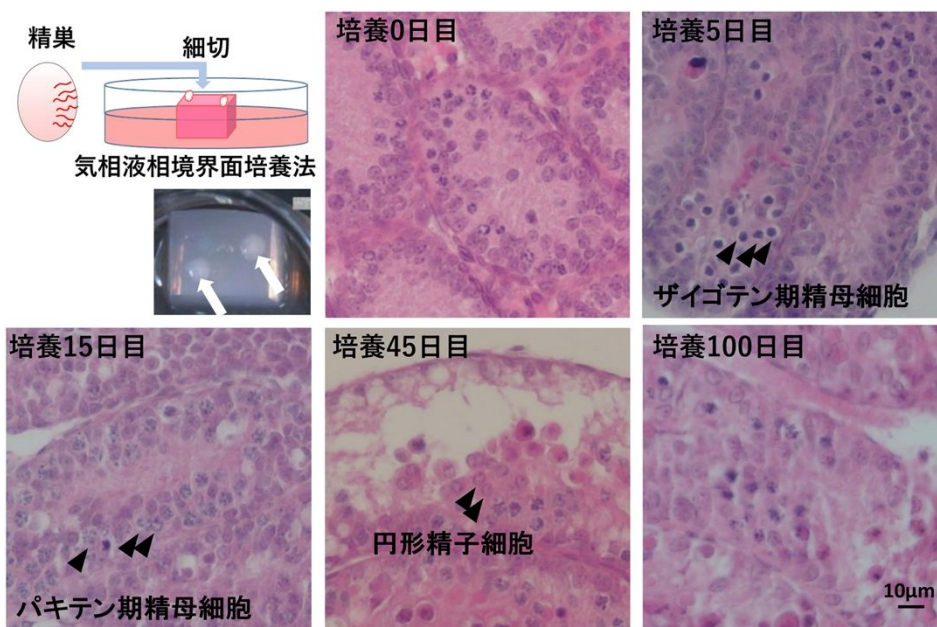 精巣
細切
気相液相境界面培養法
培養0日目
培養5日目
ザイゴテン期精母細胞
培養15日目
パキテン期精母細胞
培養45日目
円形精子細胞
培養100日目
10μm